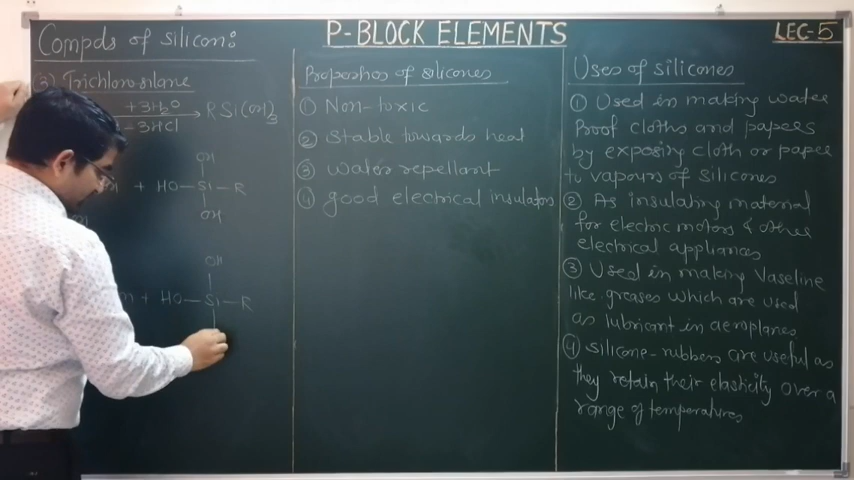 P-BLOCK ELEMENTS
LEC-5
Compds of silicon:
(3) Trichloro silane
+3H₂O
-3HCl
→ RSi(OH)₃
OH
+ HO-Si-R
OH
OH
+ HO-Si-R
Properties of silicones
① Non-toxic
② Stable towards heat
③ Water repellant
④ good electrical insulators
Uses of silicones
① Used in making water
Proof cloths and papers
by exposing cloth or paper
to vapours of silicones
② As insulating material
for electric motors & other
electrical appliances
③ Used in making Vaseline
like greases which are used
as lubricant in aeroplanes
④ Silicone-rubbers are useful as
they retain their elasticity over a
range of temperatures